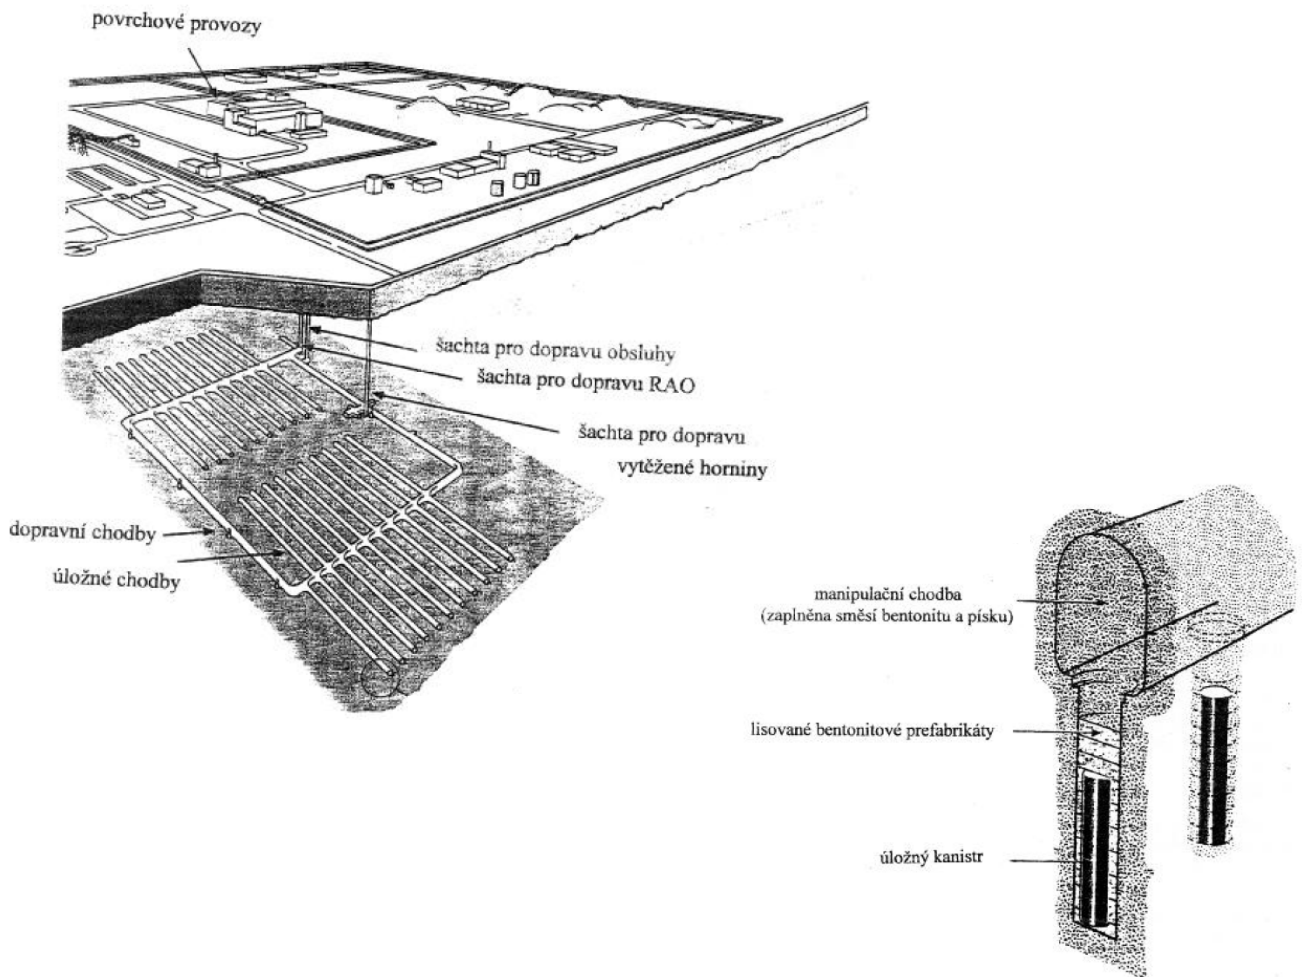 povrchové provozy
šachta pro dopravu obsluhy
šachta pro dopravu RAO
šachta pro dopravu
vytěžené horniny
dopravní chodby
úložné chodby
manipulační chodba
(zaplněna směsí bentonitu a písku)
lisované bentonitové prefabrikáty
úložný kanistr